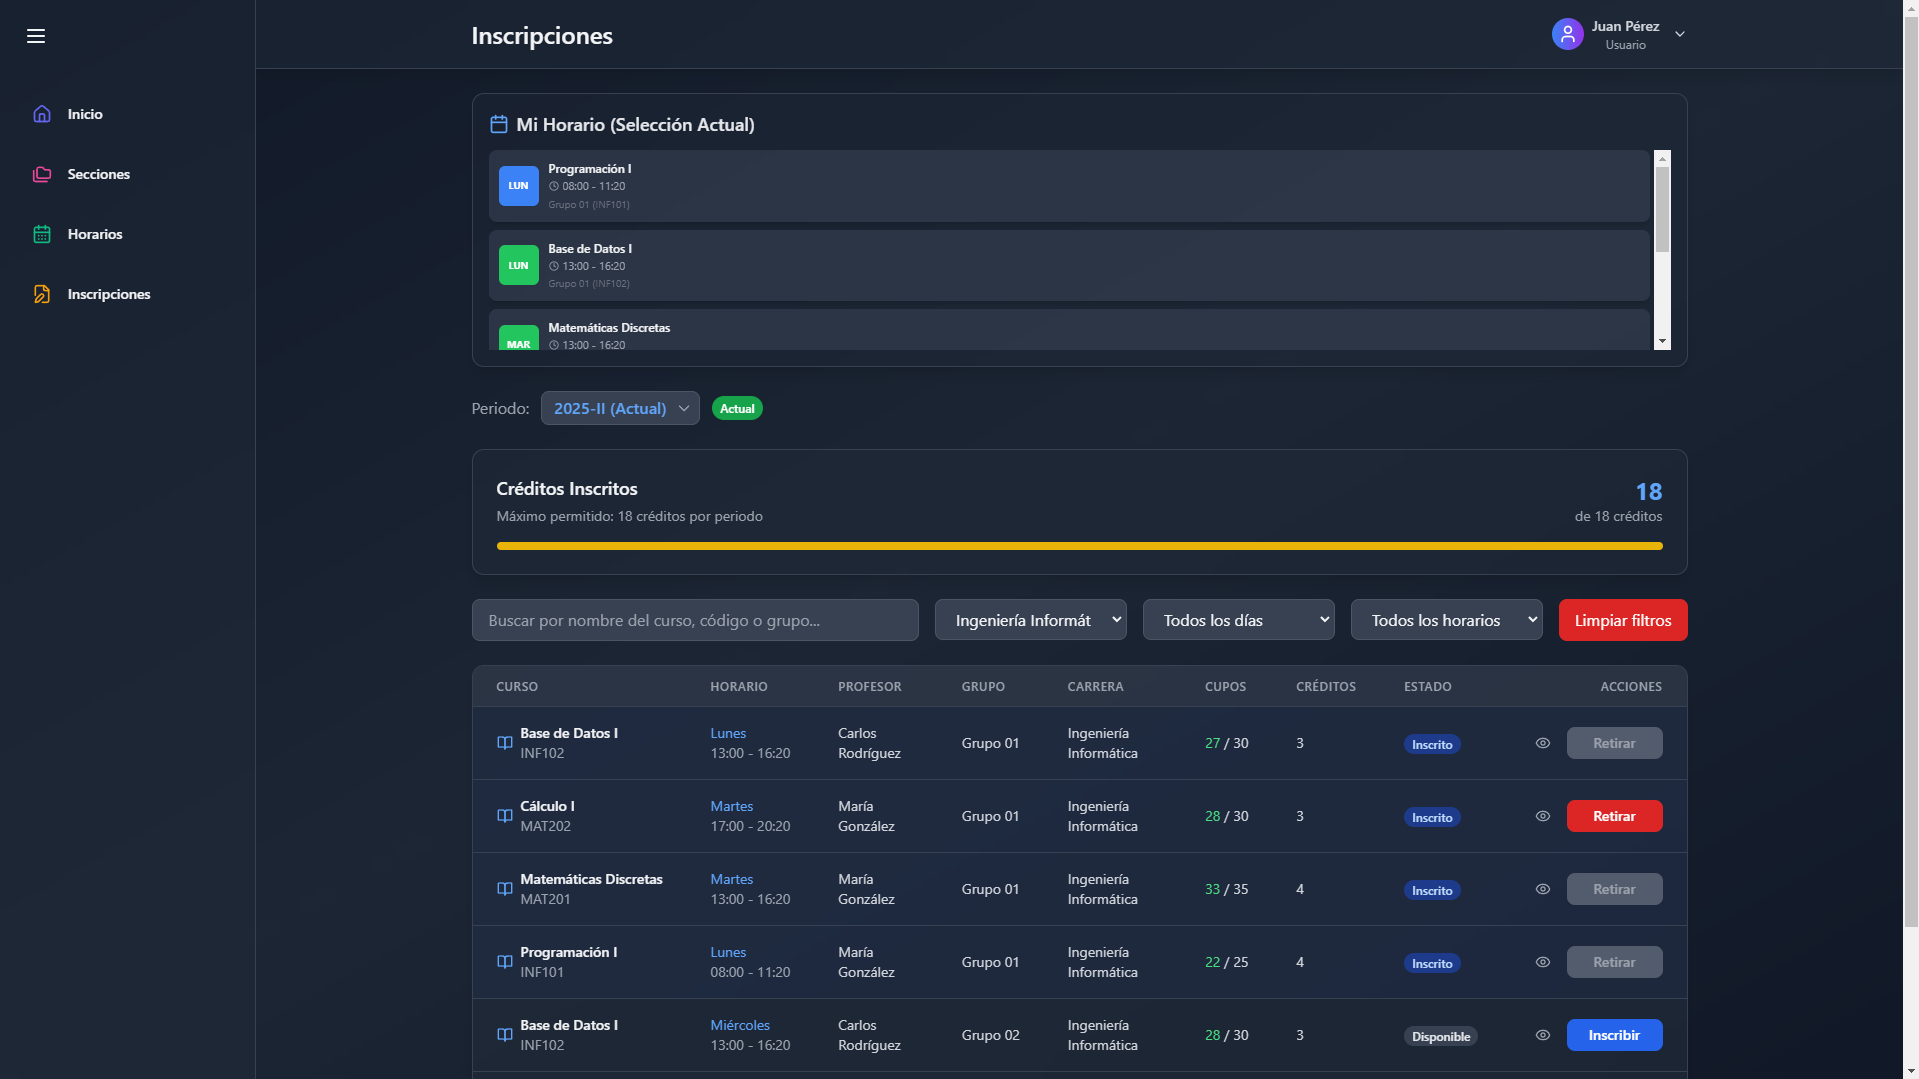 Inscripciones
Juan Pérez
Usuario
Inicio
Secciones
Horarios
Inscripciones
Mi Horario (Selección Actual)
LUN
Programación I
08:00 - 11:20
Grupo 01 (INF101)
LUN
Base de Datos I
13:00 - 16:20
Grupo 01 (INF102)
MAR
Matemáticas Discretas
13:00 - 16:20
Periodo: 2025-II (Actual) Actual
Créditos Inscritos
18
Máximo permitido: 18 créditos por periodo
de 18 créditos
Buscar por nombre del curso, código o grupo... Ingeniería Informát Todos los días Todos los horarios Limpiar filtros
CURSO HORARIO PROFESOR GRUPO CARRERA CUPOS CRÉDITOS ESTADO ACCIONES
Base de Datos I Lunes Carlos Ingeniería
Grupo 01 27 / 30 3 Inscrito Retirar
INF102 13:00 - 16:20 Rodríguez Informática
Cálculo I Martes María Ingeniería
Grupo 01 28 / 30 3 Inscrito Retirar
MAT202 17:00 - 20:20 González Informática
Matemáticas Discretas Martes María Ingeniería
Grupo 01 33 / 35 4 Inscrito Retirar
MAT201 13:00 - 16:20 González Informática
Programación I Lunes María Ingeniería
Grupo 01 22 / 25 4 Inscrito Retirar
INF101 08:00 - 11:20 González Informática
Base de Datos I Miércoles Carlos Ingeniería
Grupo 02 28 / 30 3 Disponible Inscribir
INF102 13:00 - 16:20 Rodríguez Informática